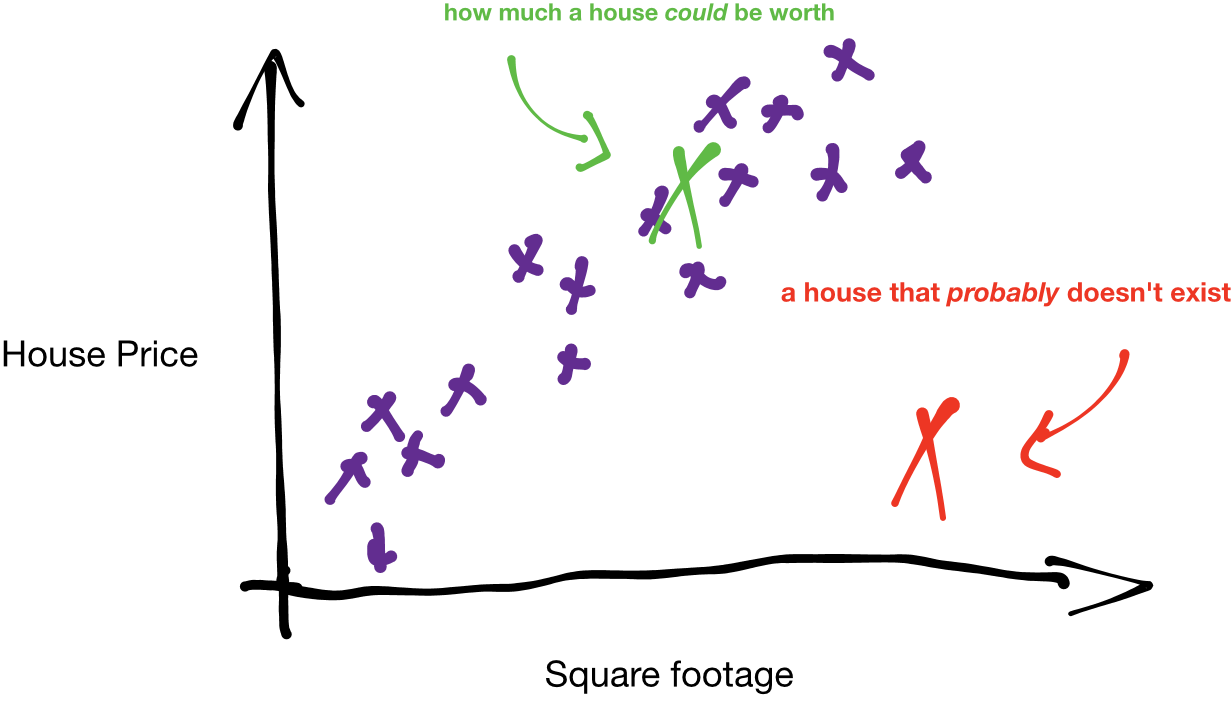 how much a house could be worth
a house that probably doesn't exist
House Price
Square footage